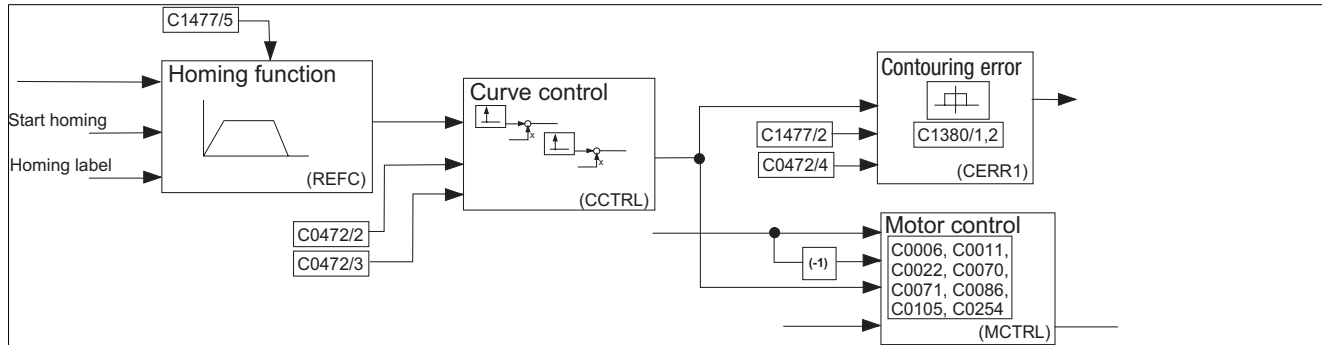 C1477/5
Homing function
Start homing
Homing label
(REFC)
Curve control
x
x
(CCTRL)
C0472/2
C0472/3
Contouring error
C1380/1,2
C1477/2
C0472/4
(CERR1)
Motor control
(-1)
C0006, C0011,
C0022, C0070,
C0071, C0086,
C0105, C0254
(MCTRL)